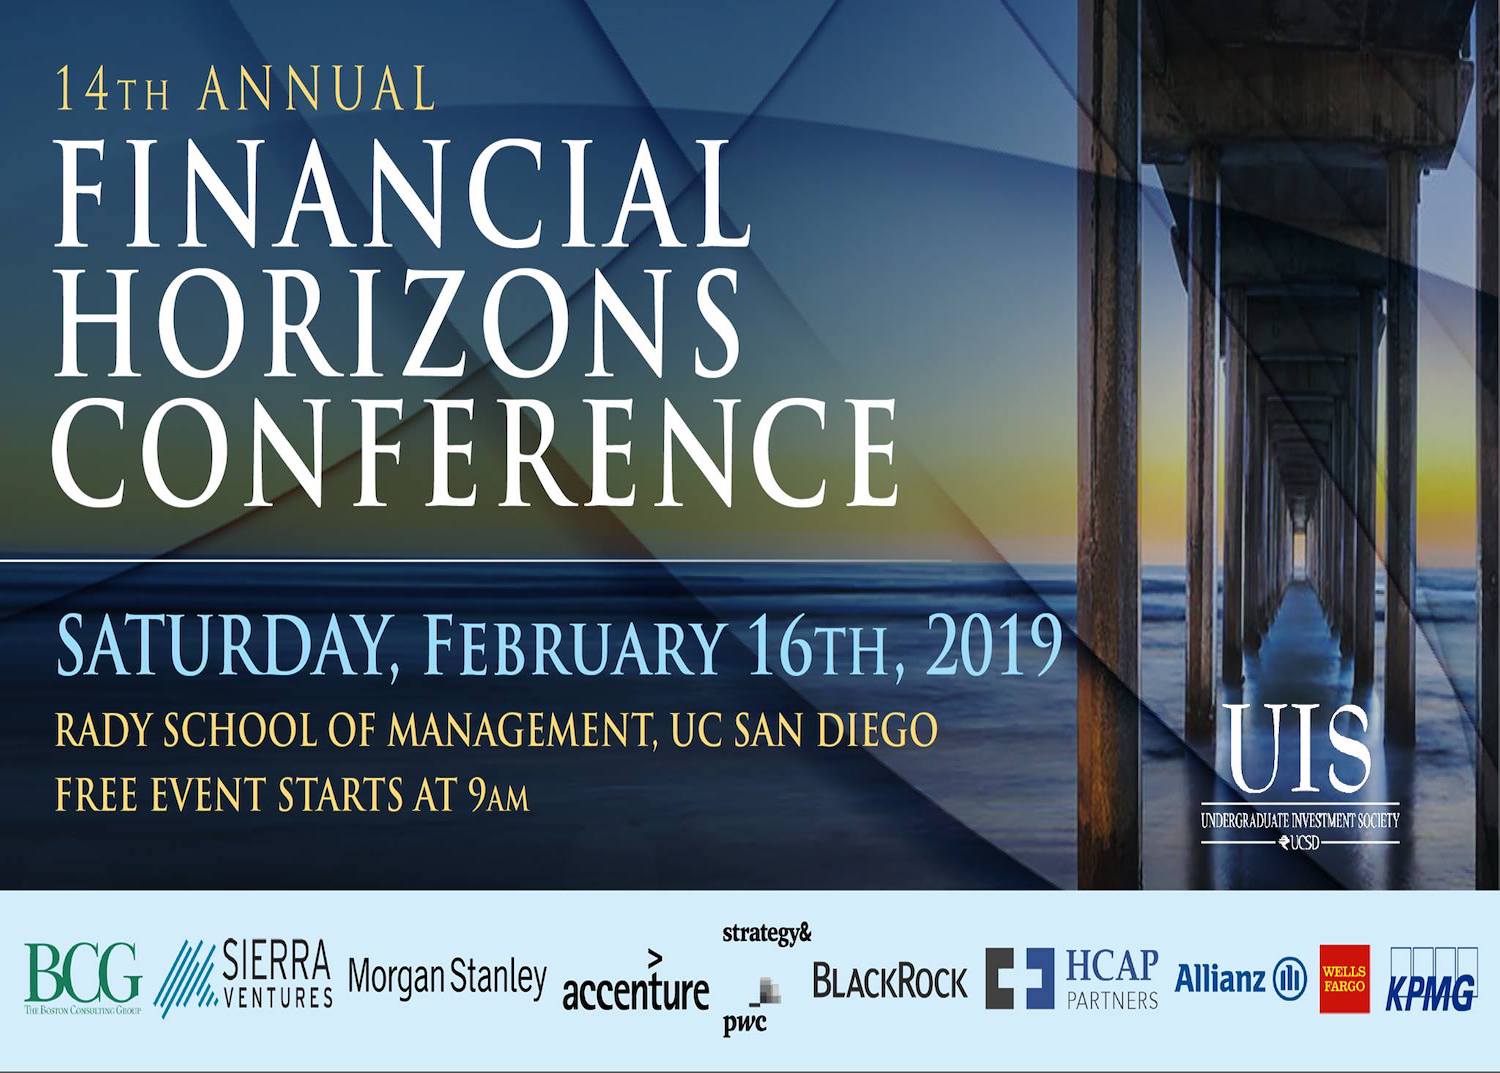 14TH ANNUAL
FINANCIAL
HORIZONS
CONFERENCE
SATURDAY, FEBRUARY 16TH, 2019
RADY SCHOOL OF MANAGEMENT, UC SAN DIEGO
FREE EVENT STARTS AT 9AM
UIS
UNDERGRADUATE INVESTMENT SOCIETY
UCSD
BCG
THE BOSTON CONSULTING GROUP
SIERRA
VENTURES
Morgan Stanley
>
accenture
strategy&
pwc
BLACKROCK
HCAP
PARTNERS
Allianz
WELLS
FARGO
KPMG